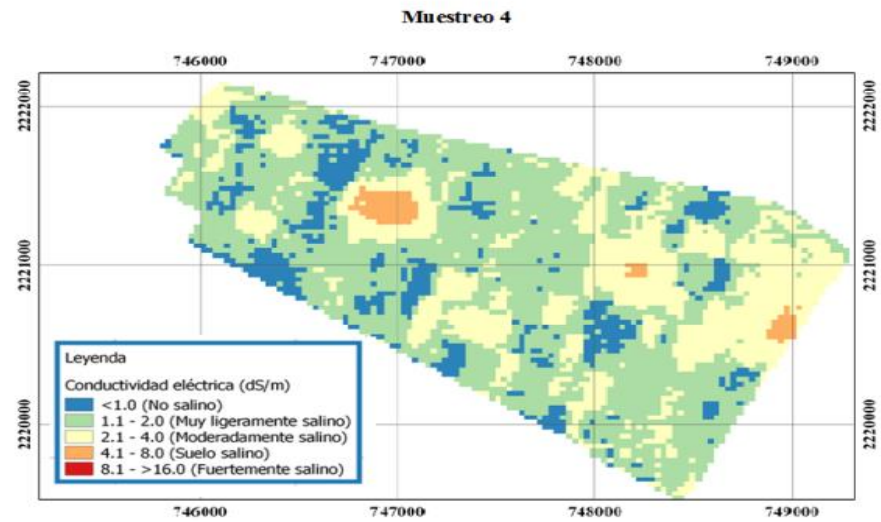 Muestreo 4
746000 747000 748000 749000
2222000 2222000
2221000 2221000
2220000 2220000
Leyenda
Conductividad eléctrica (dS/m)
<1.0 (No salino)
1.1 - 2.0 (Muy ligeramente salino)
2.1 - 4.0 (Moderadamente salino)
4.1 - 8.0 (Suelo salino)
8.1 - >16.0 (Fuertemente salino)
746000 747000 748000 749000